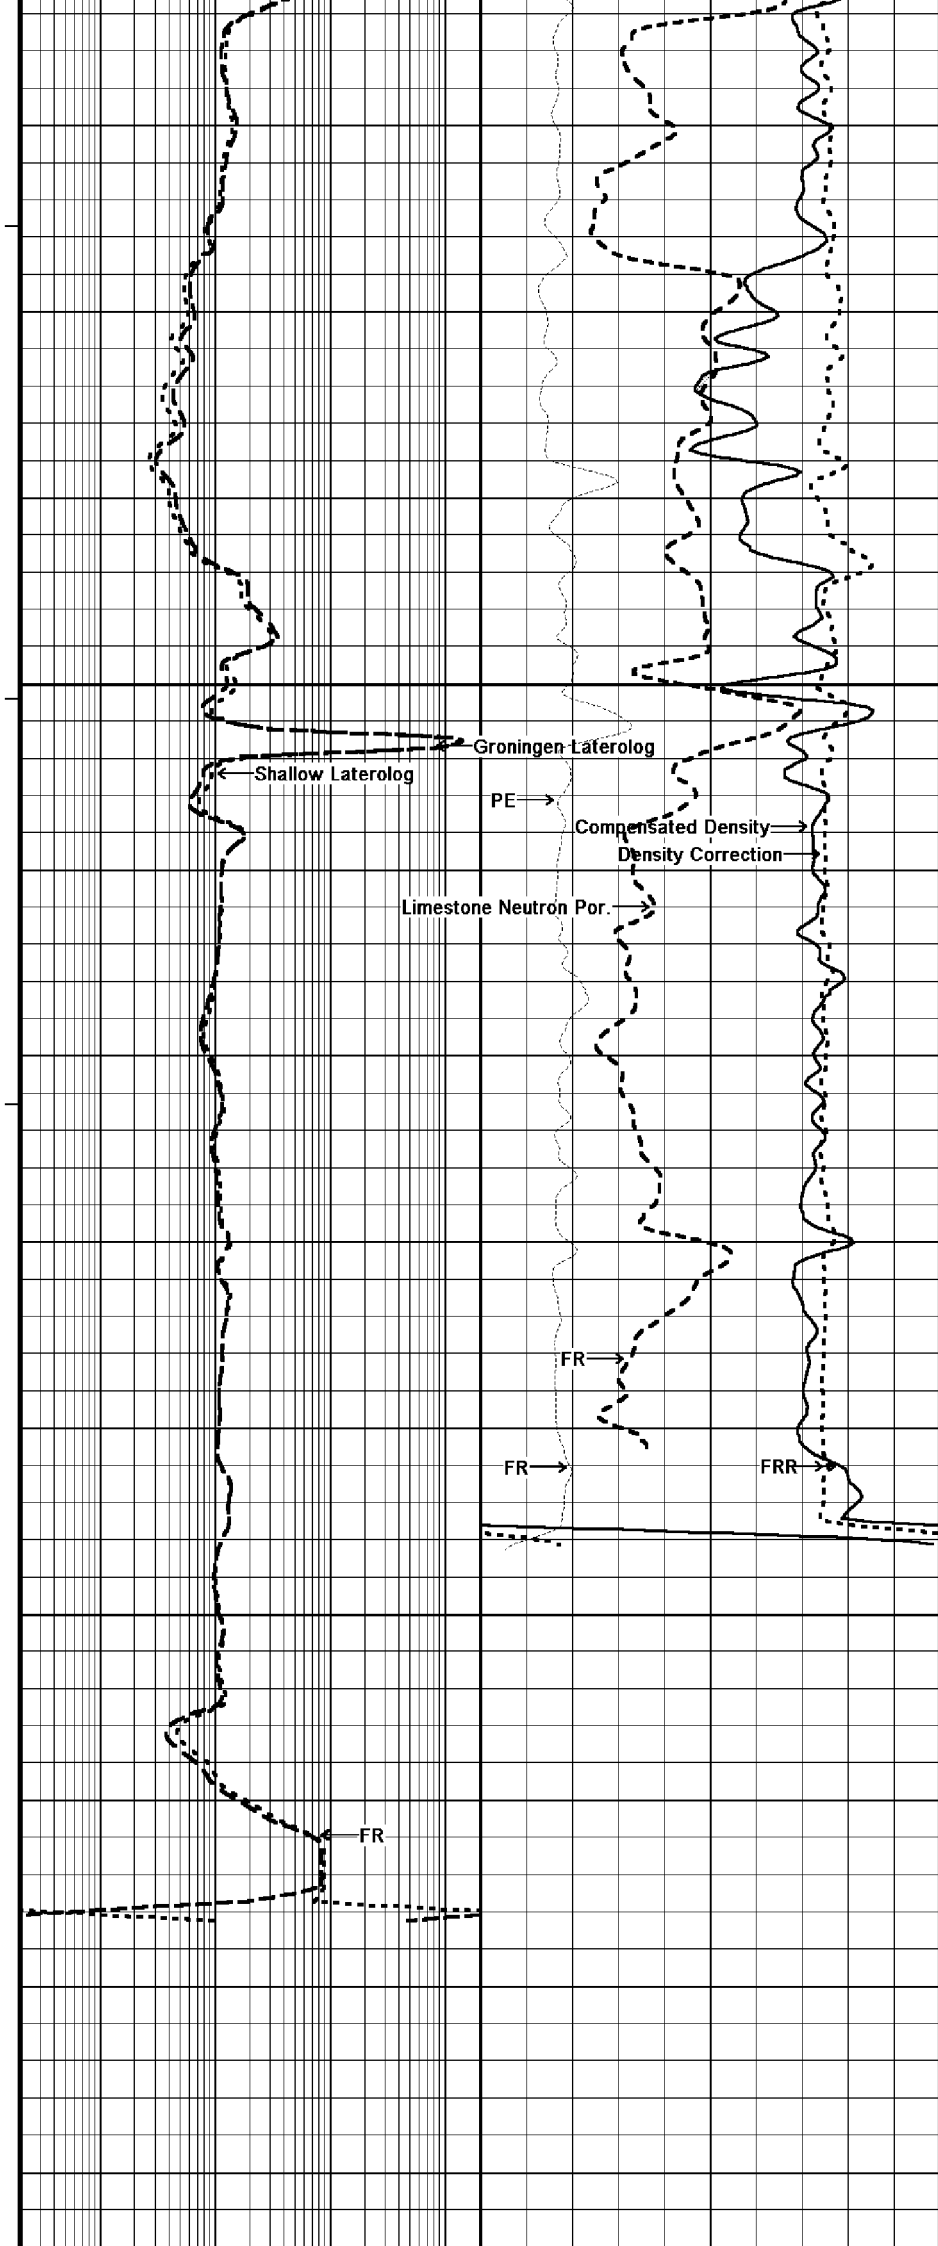 Groningen Laterolog
Shallow Laterolog
PE
Compensated Density
Density Correction
Limestone Neutron Por.
FR
FR
FRR
FR